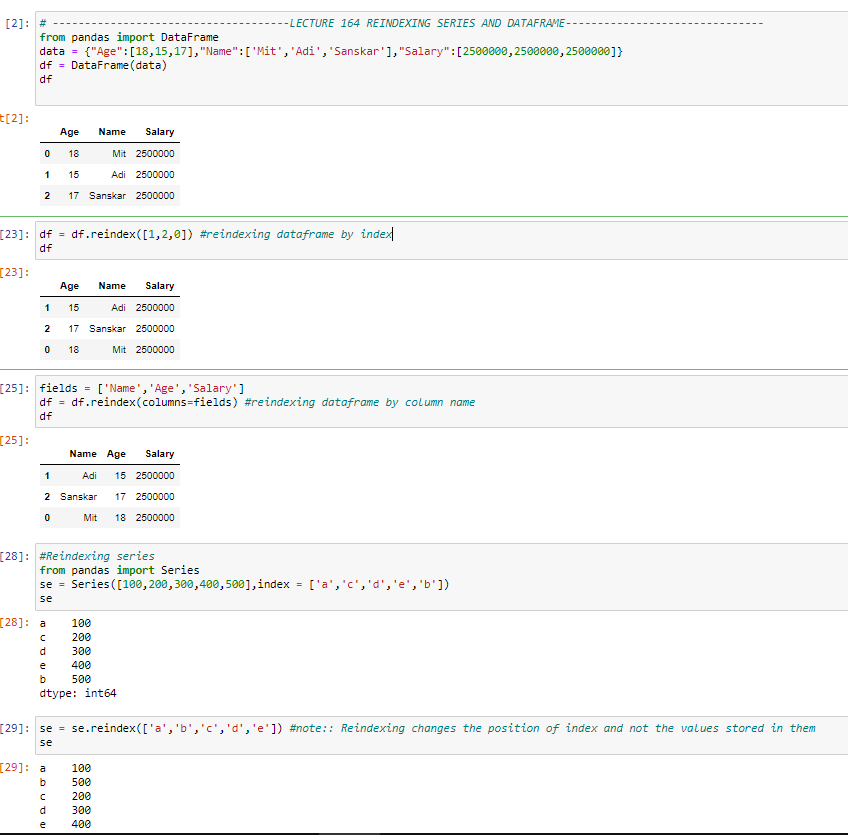 [2]: # -------------------------------------LECTURE 164 REINDEXING SERIES AND DATAFRAME-------------------------------
from pandas import DataFrame
data = {"Age":[18,15,17],"Name":['Mit','Adi','Sanskar'],"Salary":[2500000,2500000,2500000]}
df = DataFrame(data)
df
t[2]:
Age Name Salary
0 18 Mit 2500000
1 15 Adi 2500000
2 17 Sanskar 2500000
[23]: df = df.reindex([1,2,0]) #reindexing dataframe by index
df
[23]:
Age Name Salary
1 15 Adi 2500000
2 17 Sanskar 2500000
0 18 Mit 2500000
[25]: fields = ['Name','Age','Salary']
df = df.reindex(columns=fields) #reindexing dataframe by column name
df
[25]:
Name Age Salary
1 Adi 15 2500000
2 Sanskar 17 2500000
0 Mit 18 2500000
[28]: #Reindexing series
from pandas import Series
se = Series([100,200,300,400,500],index = ['a','c','d','e','b'])
se
[28]: a 100
c 200
d 300
e 400
b 500
dtype: int64
[29]: se = se.reindex(['a','b','c','d','e']) #note:: Reindexing changes the position of index and not the values stored in them
se
[29]: a 100
b 500
c 200
d 300
e 400